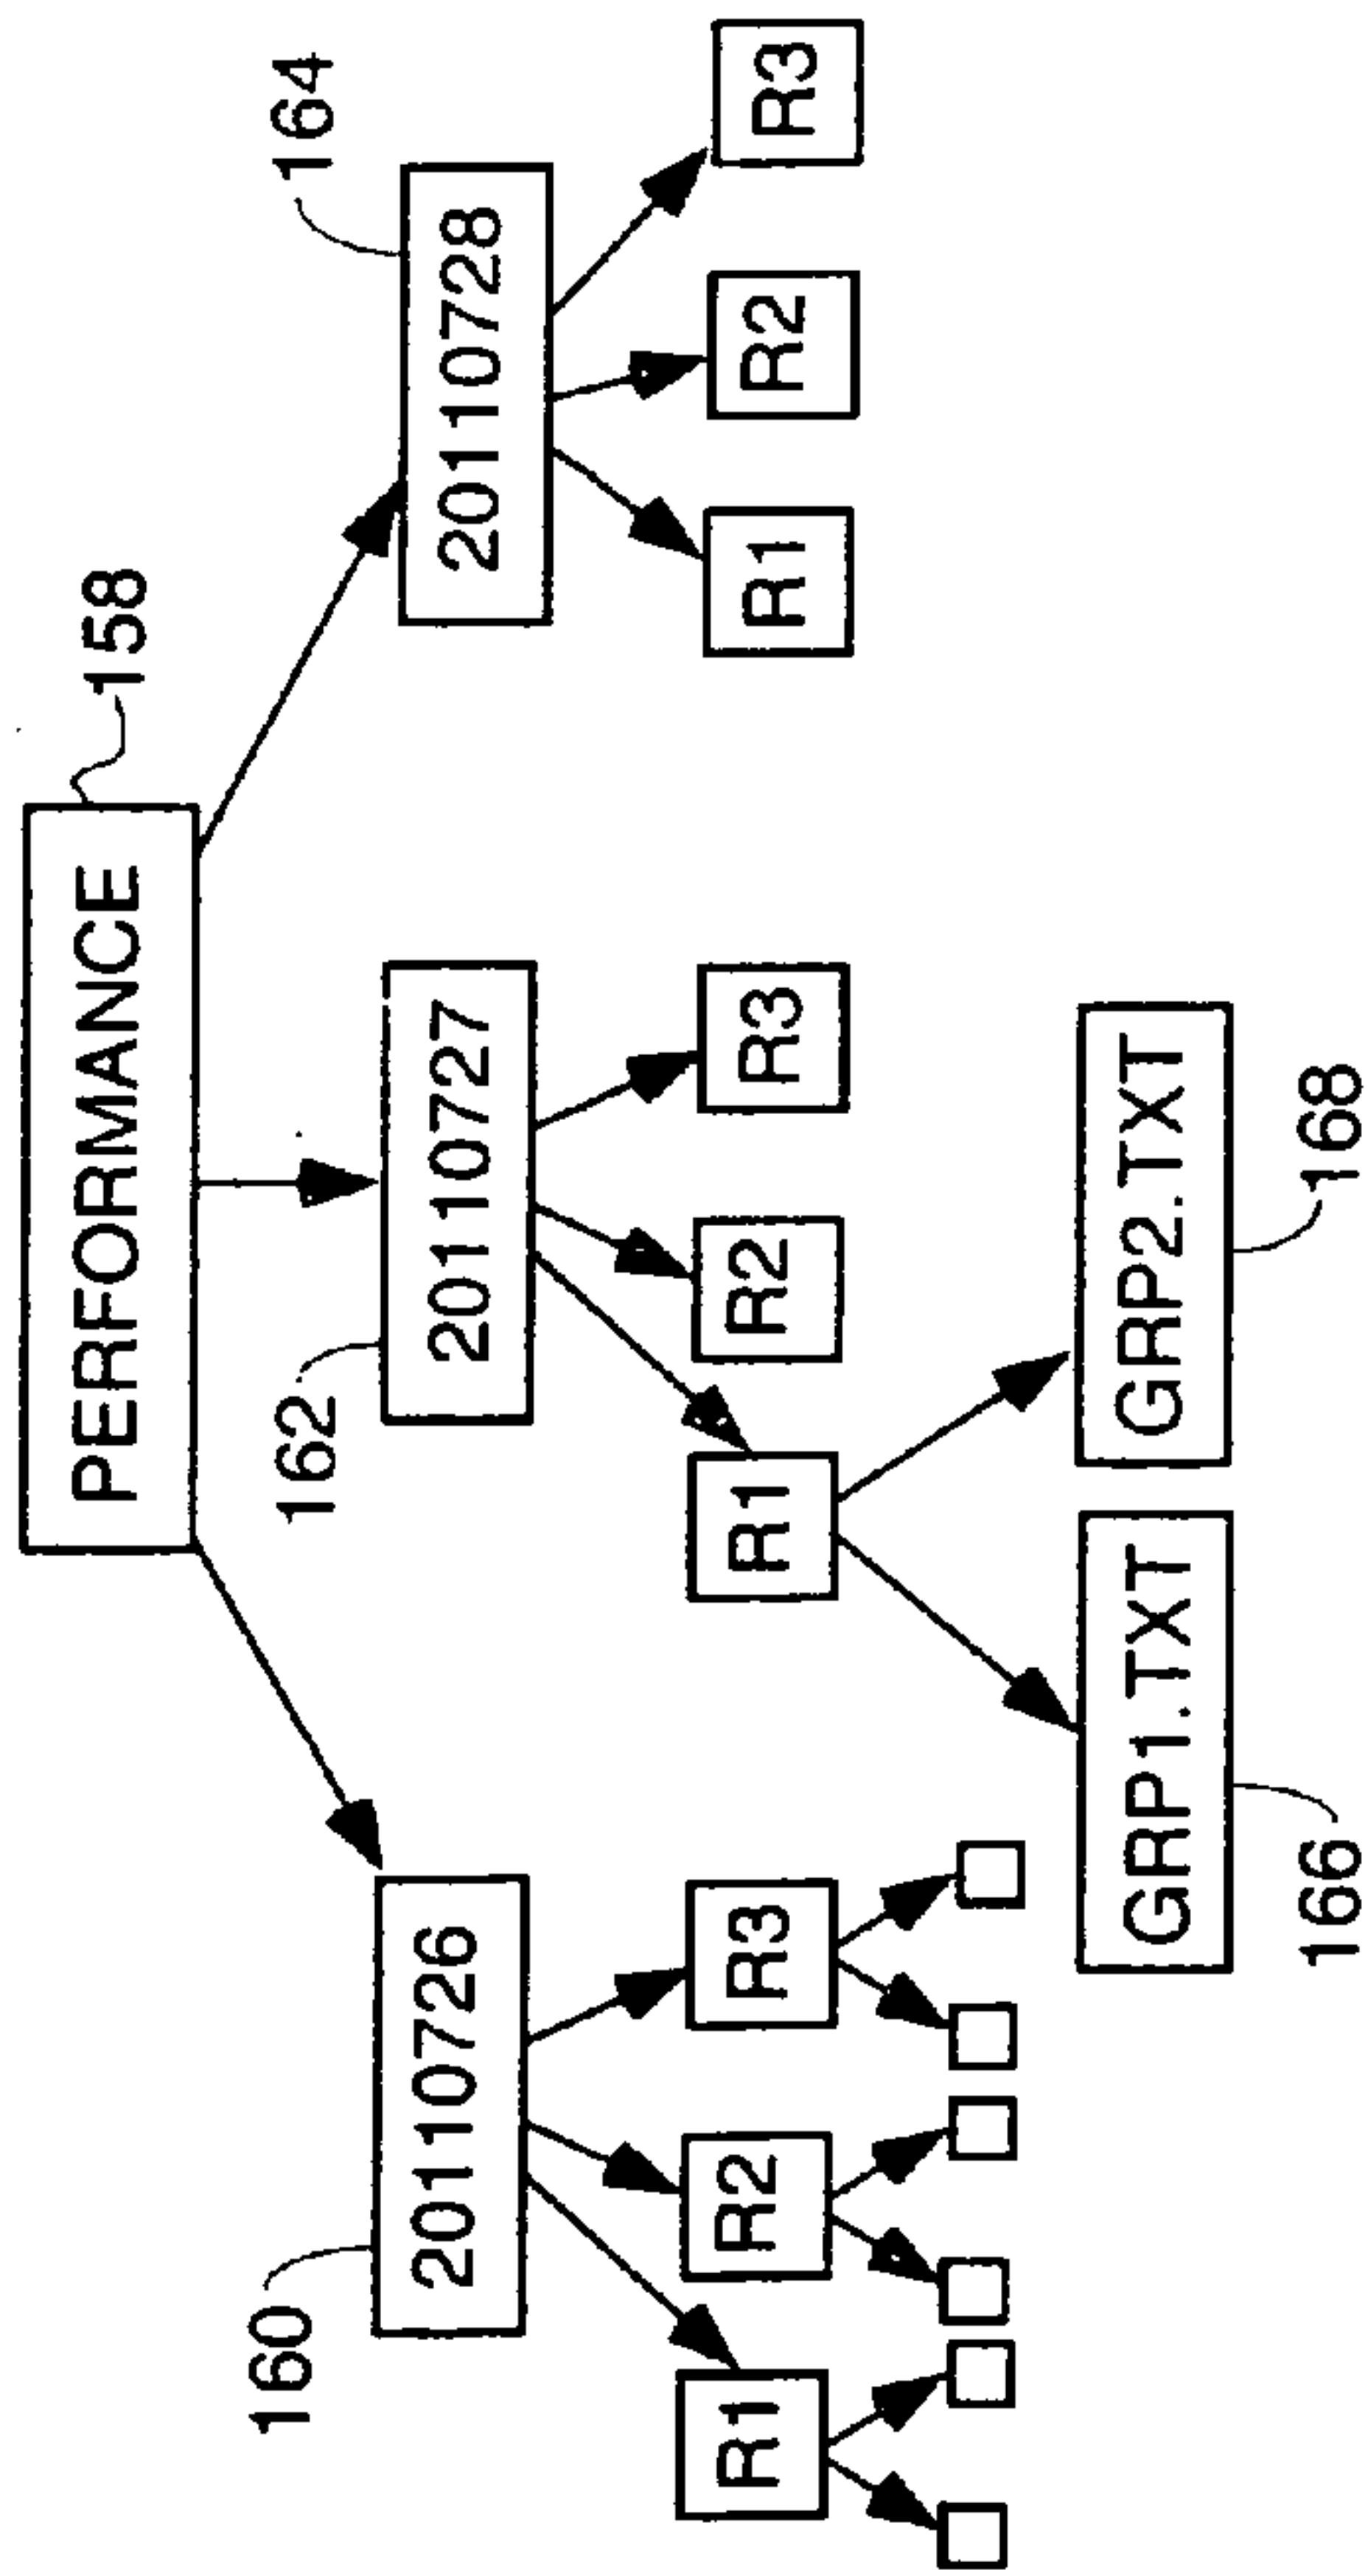 PERFORMANCE
158
160
20110726
162
20110727
164
20110728
R1
R2
R3
R1
R2
R3
R1
R2
R3
GRP1.TXT
GRP2.TXT
166
168